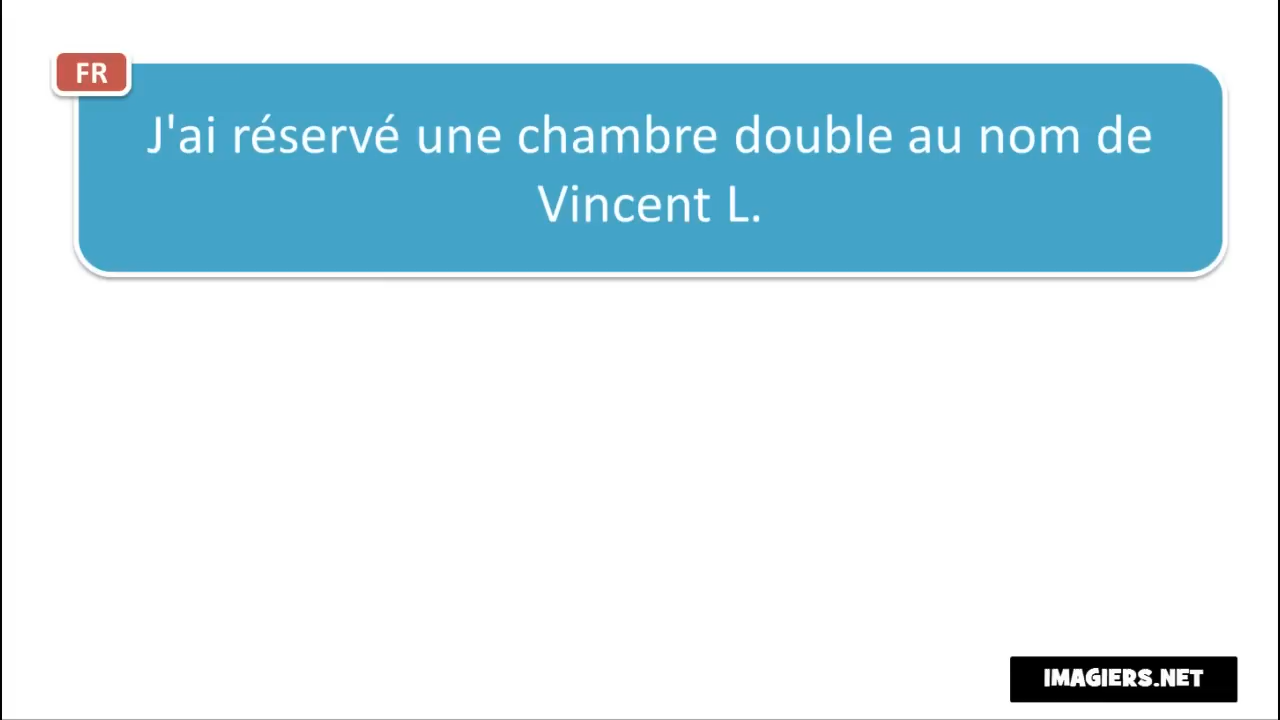 FR
J'ai réservé une chambre double au nom de
Vincent L.
IMAGIERS.NET